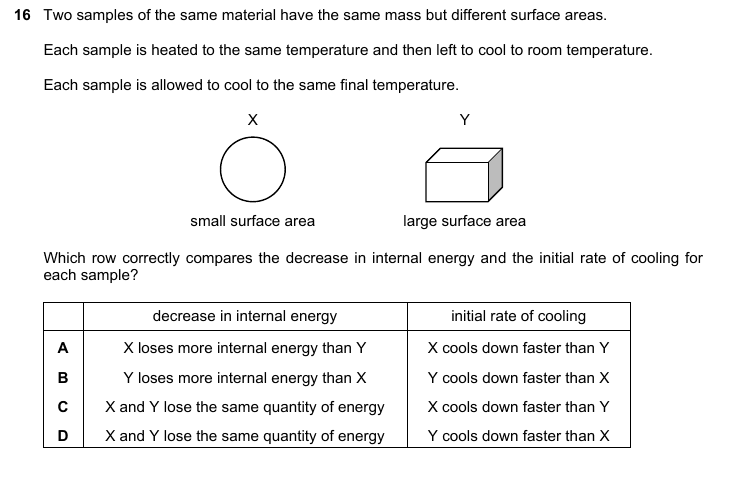 16 Two samples of the same material have the same mass but different surface areas.
Each sample is heated to the same temperature and then left to cool to room temperature.
Each sample is allowed to cool to the same final temperature.
X Y
small surface area large surface area
Which row correctly compares the decrease in internal energy and the initial rate of cooling for
each sample?
decrease in internal energy initial rate of cooling
A X loses more internal energy than Y X cools down faster than Y
B Y loses more internal energy than X Y cools down faster than X
C X and Y lose the same quantity of energy X cools down faster than Y
D X and Y lose the same quantity of energy Y cools down faster than X